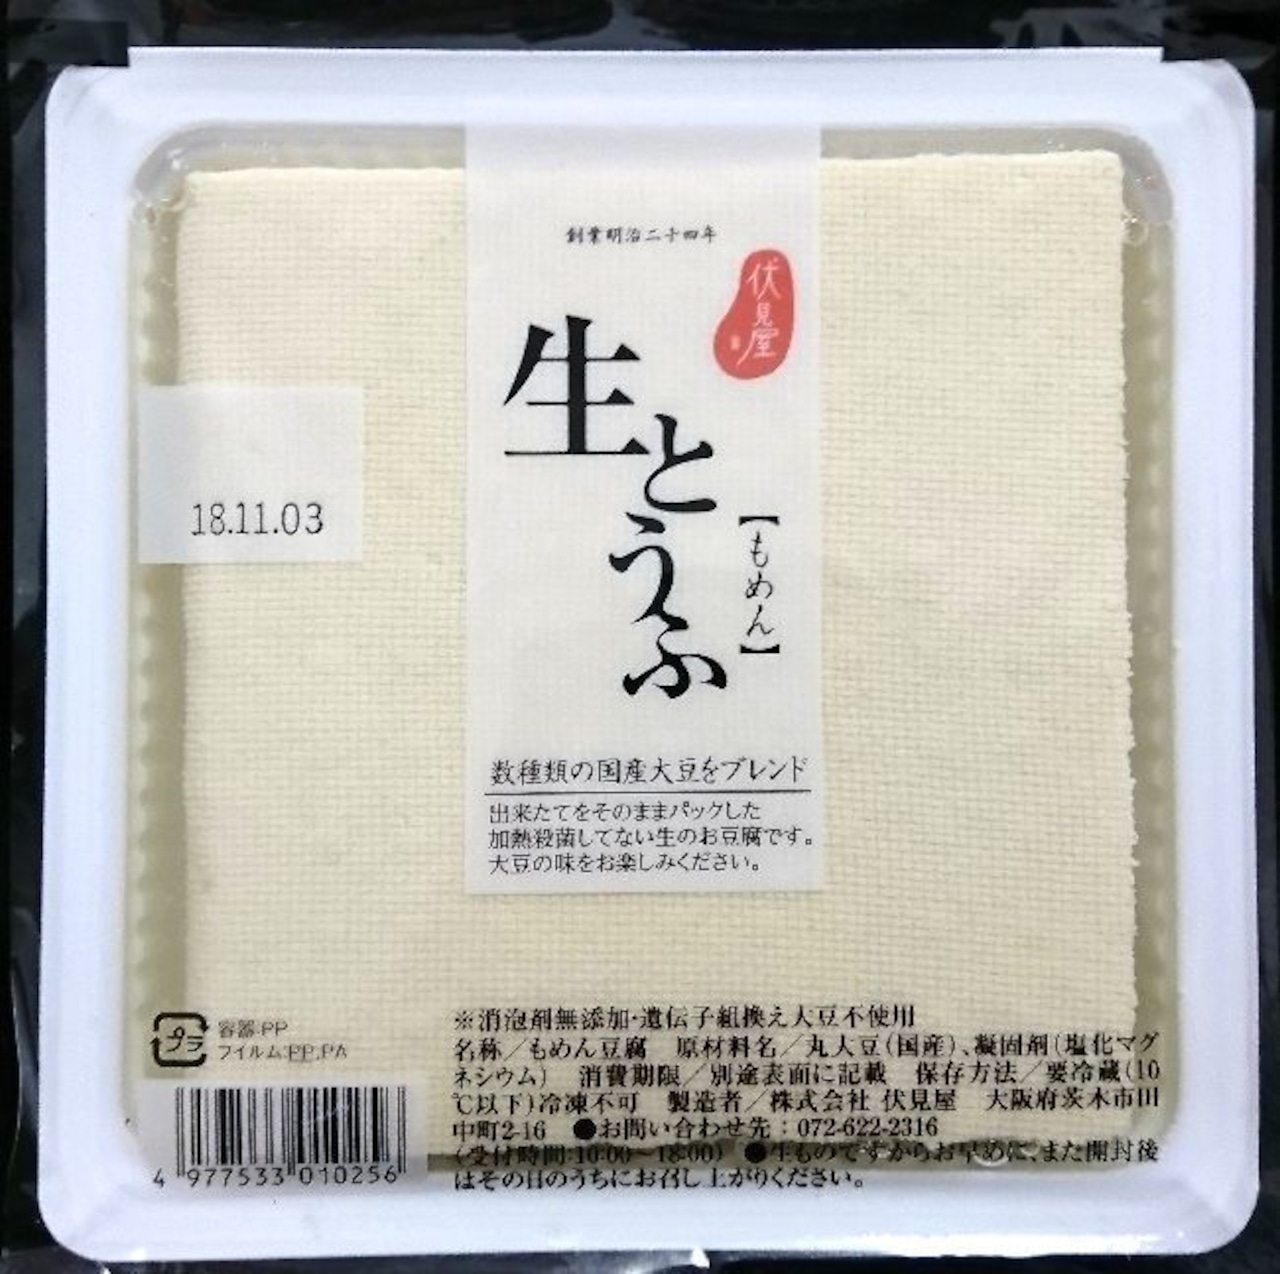 創業明治二十四年
伏見屋
生とうふ
【もめん】
18.11.03
数種類の国産大豆をブレンド
出来たてをそのままパックした
加熱殺菌してない生のお豆腐です。
大豆の味をお楽しみください。
プラ
容器:PP
フイルム:PP,PA
※消泡剤無添加・遺伝子組換え大豆不使用
名称／もめん豆腐 原材料名／丸大豆(国産)、凝固剤(塩化マグ
ネシウム) 消費期限／別途表面に記載 保存方法／要冷蔵(10
℃以下)冷凍不可 製造者／株式会社 伏見屋 大阪府茨木市田
中町2-16 ●お問い合わせ先：072-622-2316
(受付時間:10:00〜18:00) ●生ものですからお早めに、また開封後
はその日のうちにお召し上がりください。
4 977533 010256